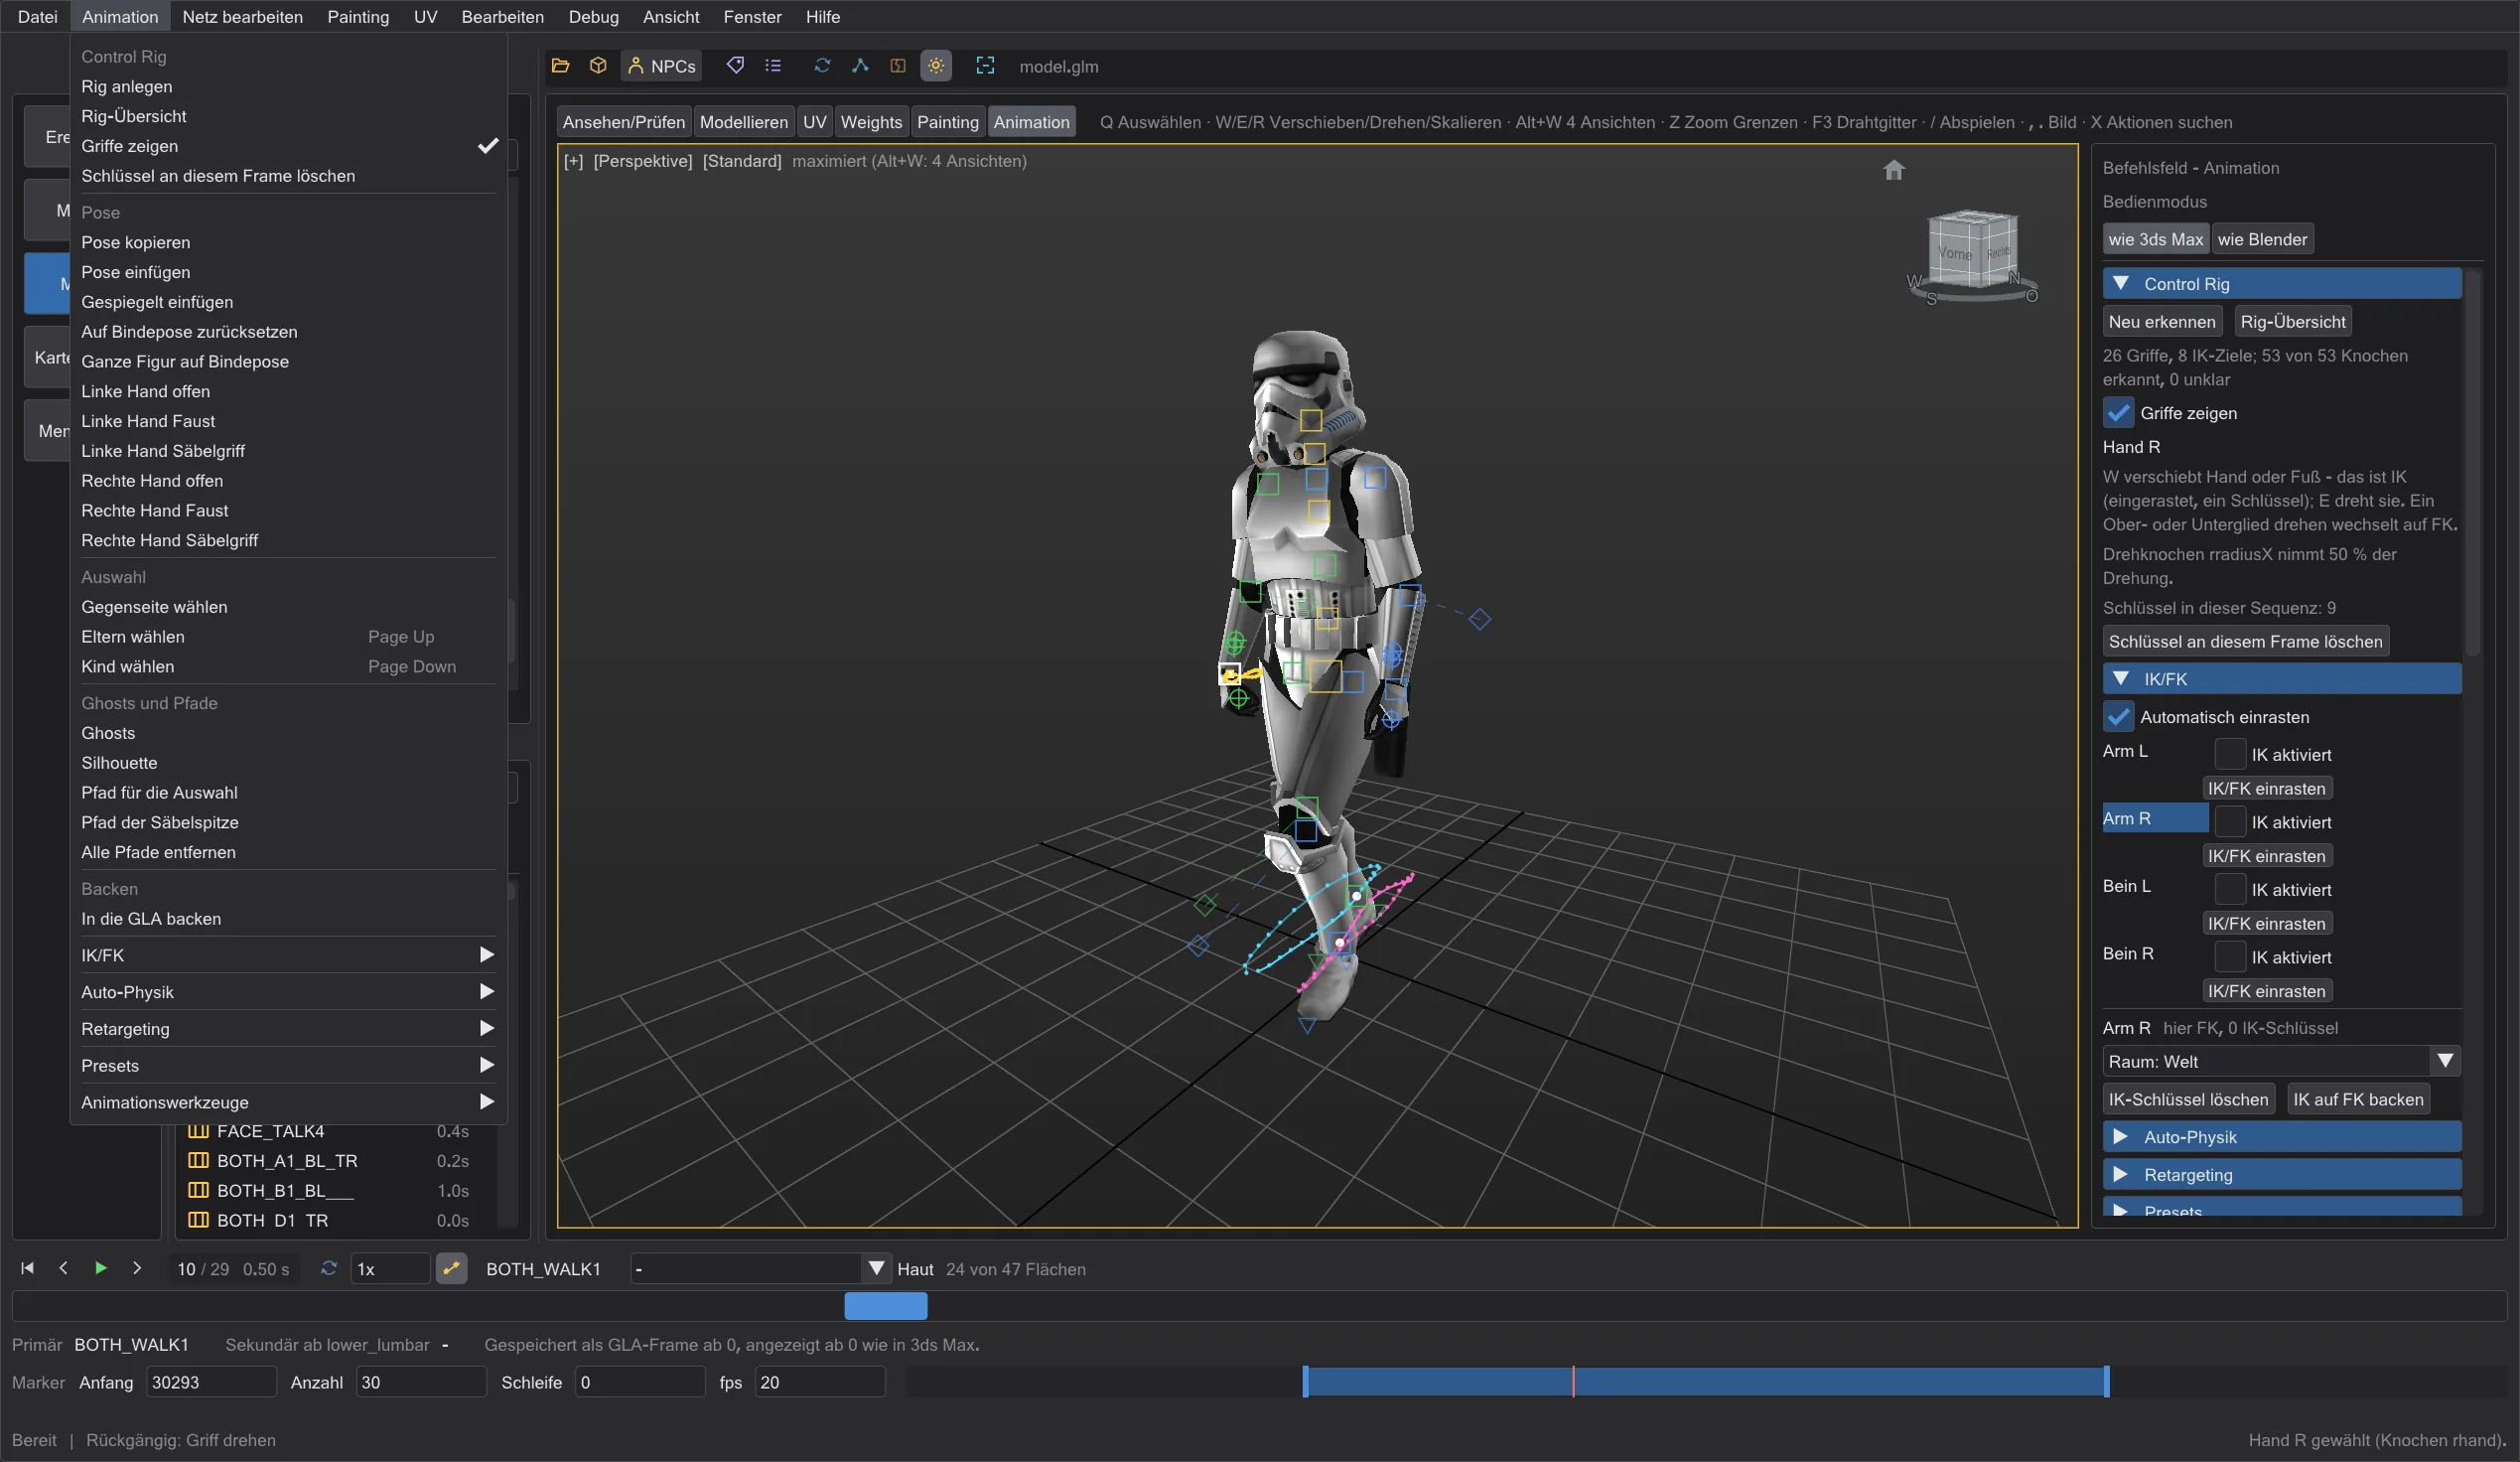 Datei Animation Netz bearbeiten Painting UV Bearbeiten Debug Ansicht Fenster Hilfe
Control Rig
Rig anlegen
Rig-Übersicht
Griffe zeigen
Schlüssel an diesem Frame löschen
Pose
Pose kopieren
Pose einfügen
Gespiegelt einfügen
Auf Bindepose zurücksetzen
Ganze Figur auf Bindepose
Linke Hand offen
Linke Hand Faust
Linke Hand Säbelgriff
Rechte Hand offen
Rechte Hand Faust
Rechte Hand Säbelgriff
Auswahl
Gegenseite wählen
Eltern wählen Page Up
Kind wählen Page Down
Ghosts und Pfade
Ghosts
Silhouette
Pfad für die Auswahl
Pfad der Säbelspitze
Alle Pfade entfernen
Backen
In die GLA backen
IK/FK
Auto-Physik
Retargeting
Presets
Animationswerkzeuge
Ere
M
M
Karte
Men
FACE_TALK4 0.4s
BOTH_A1_BL_TR 0.2s
BOTH_B1_BL___ 1.0s
BOTH_D1_TR 0.0s
NPCs model.glm
Ansehen/Prüfen Modellieren UV Weights Painting Animation Q Auswählen · W/E/R Verschieben/Drehen/Skalieren · Alt+W 4 Ansichten · Z Zoom Grenzen · F3 Drahtgitter · / Abspielen · , . Bild · X Aktionen suchen
[+] [Perspektive] [Standard] maximiert (Alt+W: 4 Ansichten)
Vorne Rechts
W S N O
Befehlsfeld - Animation
Bedienmodus
wie 3ds Max wie Blender
Control Rig
Neu erkennen Rig-Übersicht
26 Griffe, 8 IK-Ziele; 53 von 53 Knochen
erkannt, 0 unklar
Griffe zeigen
Hand R
W verschiebt Hand oder Fuß - das ist IK
(eingerastet, ein Schlüssel); E dreht sie. Ein
Ober- oder Unterglied drehen wechselt auf FK.
Drehknochen rradiusX nimmt 50 % der
Drehung.
Schlüssel in dieser Sequenz: 9
Schlüssel an diesem Frame löschen
IK/FK
Automatisch einrasten
Arm L IK aktiviert
IK/FK einrasten
Arm R IK aktiviert
IK/FK einrasten
Bein L IK aktiviert
IK/FK einrasten
Bein R IK aktiviert
IK/FK einrasten
Arm R hier FK, 0 IK-Schlüssel
Raum: Welt
IK-Schlüssel löschen IK auf FK backen
Auto-Physik
Retargeting
Presets
10 / 29 0.50 s 1x BOTH_WALK1 - Haut 24 von 47 Flächen
Primär BOTH_WALK1 Sekundär ab lower_lumbar - Gespeichert als GLA-Frame ab 0, angezeigt ab 0 wie in 3ds Max.
Marker Anfang 30293 Anzahl 30 Schleife 0 fps 20
Bereit | Rückgängig: Griff drehen
Hand R gewählt (Knochen rhand).